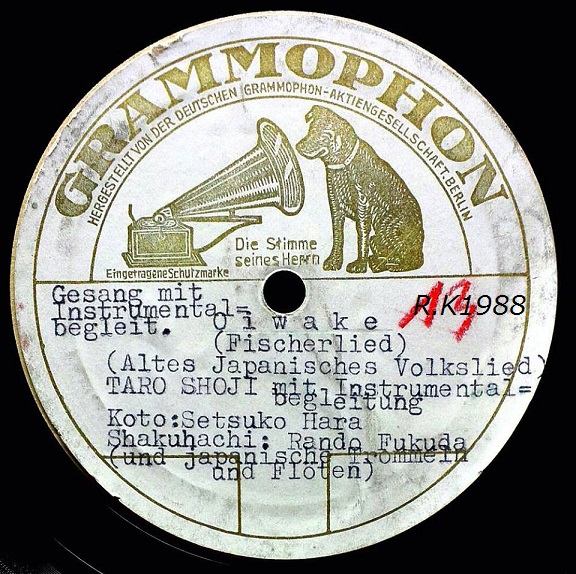 GRAMMOPHON
HERGESTELLT VON DER DEUTSCHEN GRAMMOPHON-AKTIENGESELLSCHAFT.BERLIN
Die Stimme
seines Herrn
Eingetragene Schutzmarke
Gesang mit
Instrumental=
begleit.
Oiwake
(Fischerlied)
13
R.K1988
(Altes Japanisches Volkslied)
TARO SHOJI mit Instrumental=
begleitung
Koto:Setsuko Hara
Shakuhachi: Rando Fukuda
(und japanische Trommeln
und Flöten)